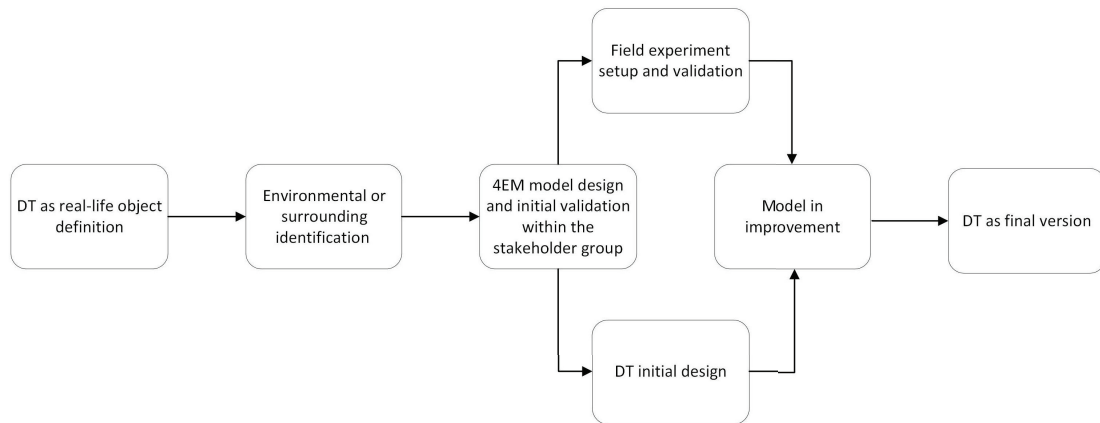 Field experiment
setup and validation
DT as real-life object
definition
Environmental or
surrounding
identification
4EM model design
and initial validation
within the
stakeholder group
Model in
improvement
DT as final version
DT initial design